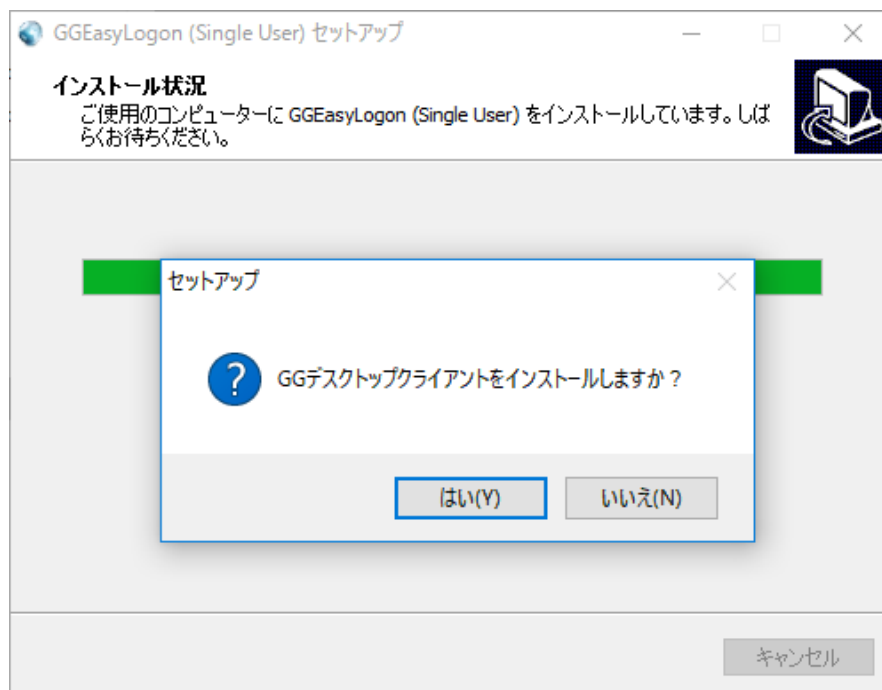 GGEasyLogon (Single User) セットアップ
インストール状況
ご使用のコンピューターに GGEasyLogon (Single User) をインストールしています。しば
らくお待ちください。
セットアップ
GGデスクトップクライアントをインストールしますか？
はい(Y)
いいえ(N)
キャンセル